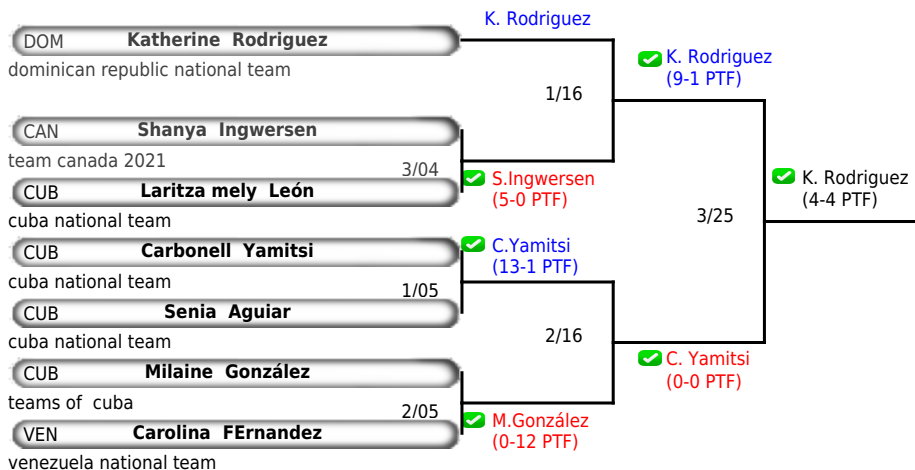 K. Rodriguez
DOM Katherine Rodriguez
dominican republic national team
K. Rodriguez
(9-1 PTF)
1/16
CAN Shanya Ingwersen
team canada 2021
3/04
S.Ingwersen
(5-0 PTF)
K. Rodriguez
(4-4 PTF)
CUB Laritza mely León
cuba national team
3/25
CUB Carbonell Yamitsi
cuba national team
C.Yamitsi
(13-1 PTF)
1/05
CUB Senia Aguiar
cuba national team
2/16
C. Yamitsi
(0-0 PTF)
CUB Milaine González
teams of cuba
2/05
M.González
(0-12 PTF)
VEN Carolina FErnandez
venezuela national team